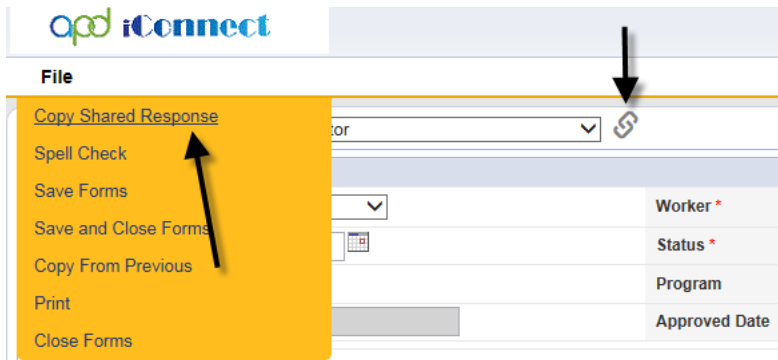 apd iConnect
File
Copy Shared Response
tor
Spell Check
Save Forms
Worker *
Save and Close Forms
Status *
Copy From Previous
Program
Print
Approved Date
Close Forms